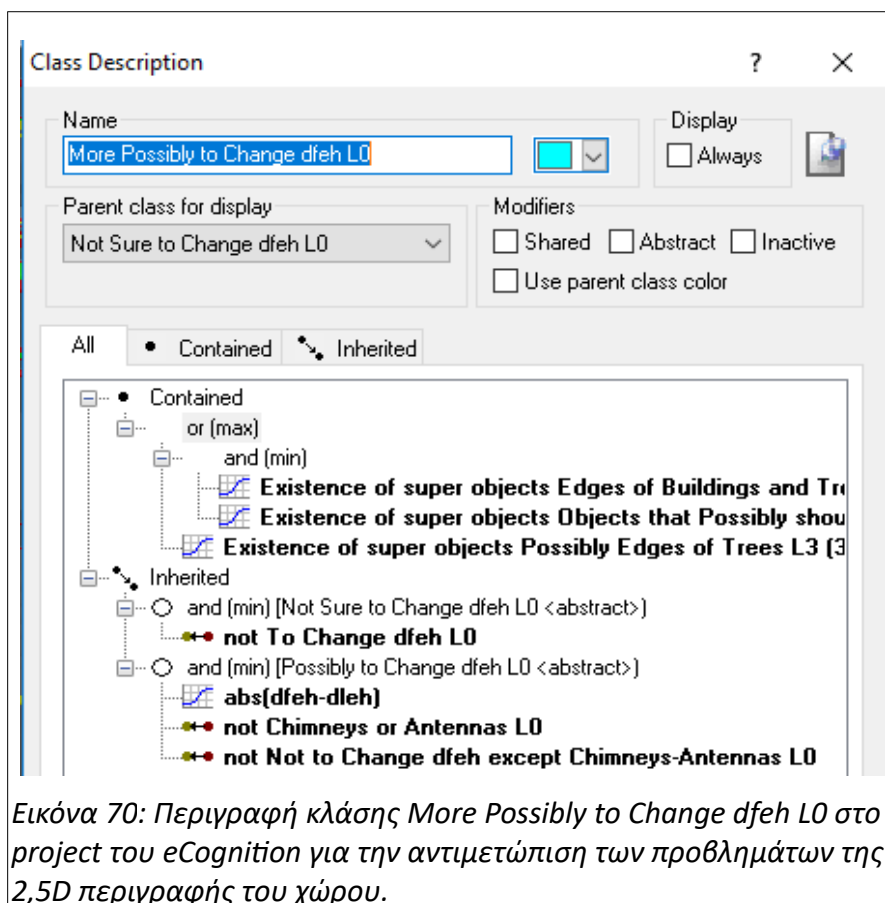 Class Description ?
Name
More Possibly to Change dfeh L0
Display
Always
Parent class for display
Not Sure to Change dfeh L0
Modifiers
Shared Abstract Inactive
Use parent class color
All Contained Inherited
Contained
or (max)
and (min)
Existence of super objects Edges of Buildings and
Existence of super objects Objects that Possibly
Existence of super objects Possibly Edges of Trees L3 (3
Inherited
and (min) [Not Sure to Change dfeh L0 <abstract>)
not To Change dfeh L0
and (min) [Possibly to Change dfeh L0 <abstract>)
abs(dfeh-dleh)
not Chimneys or Antennas L0
not Not to Change dfeh except Chimneys-Antennas L0
Εικόνα 70: Περιγραφή κλάσης More Possibly to Change dfeh L0 στο
project του eCognition για την αντιμετώπιση των προβλημάτων της
2,5D περιγραφής του χώρου.